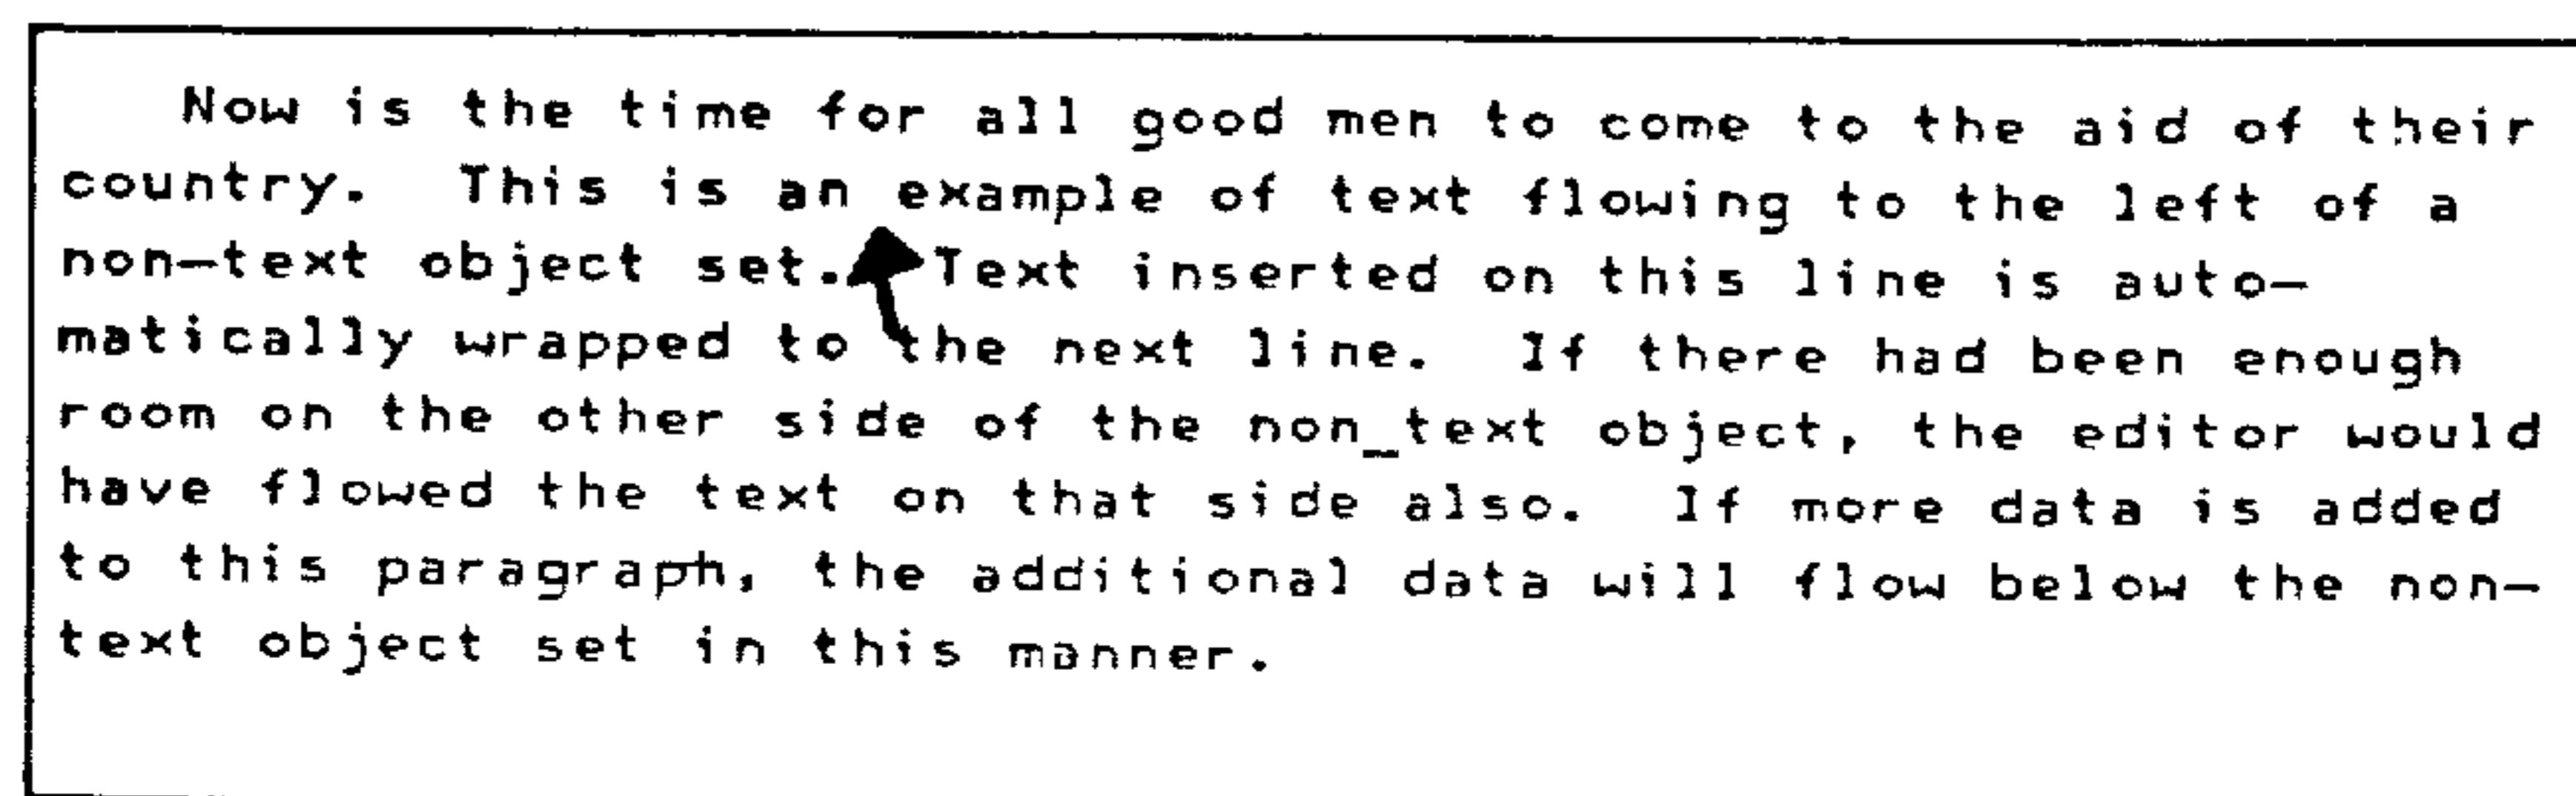 Now is the time for all good men to come to the aid of their
country.  This is an example of text flowing to the left of a
non-text object set.  Text inserted on this line is auto-
matically wrapped to the next line.  If there had been enough
room on the other side of the non_text object, the editor would
have flowed the text on that side also.  If more data is added
to this paragraph, the additional data will flow below the non-
text object set in this manner.